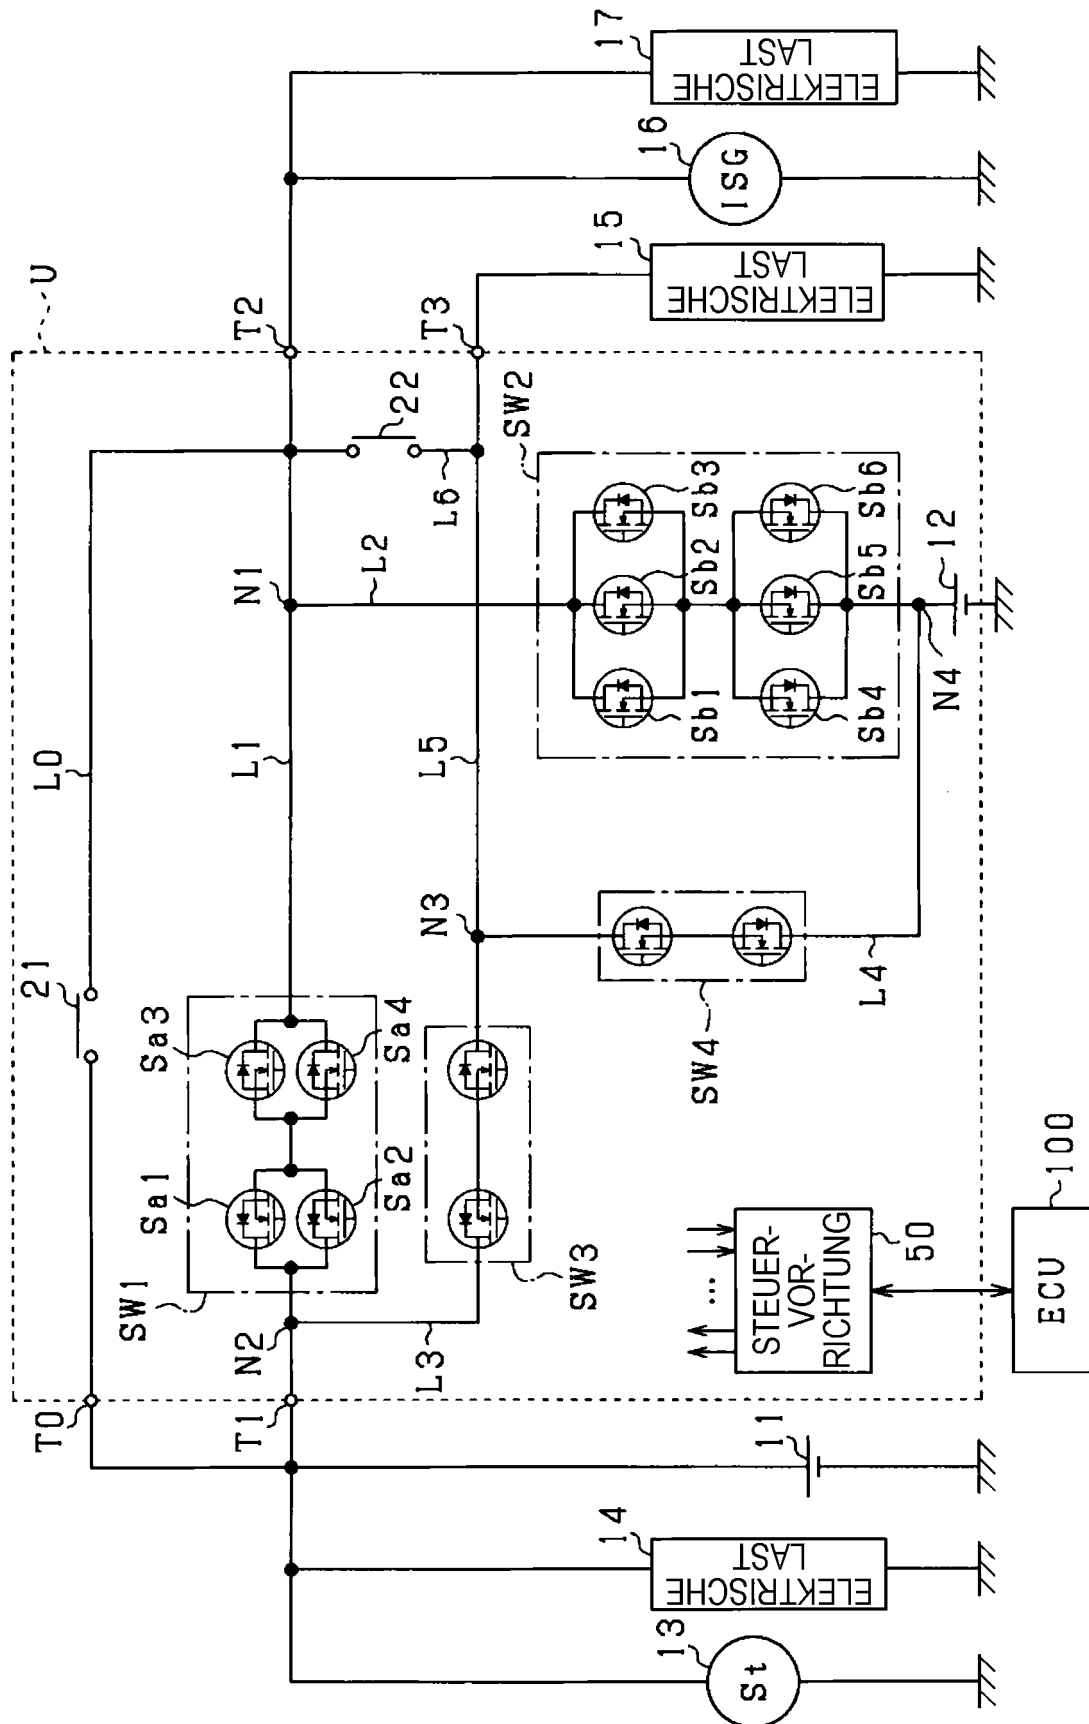 U
L0
21
T0
T2
N1
L1
SW1
Sa1
Sa3
Sa2
Sa4
N2
T1
22
L6
T3
L2
L5
N3
L3
SW3
SW2
Sb1
Sb2
Sb3
Sb4
Sb5
Sb6
SW4
L4
N4
12
11
13
St
14
ELEKTRISCHE
LAST
15
ELEKTRISCHE
LAST
16
ISG
17
ELEKTRISCHE
LAST
...
STEUER-
VOR-
RICHTUNG
50
ECU
100